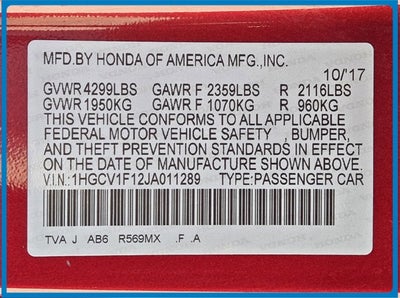 MFD.BY HONDA OF AMERICA MFG.,INC.
10/'17
GVWR 4299LBS GAWR F 2359LBS R 2116LBS
GVWR 1950KG GAWR F 1070KG R 960KG
THIS VEHICLE CONFORMS TO ALL APPLICABLE
FEDERAL MOTOR VEHICLE SAFETY , BUMPER,
AND THEFT PREVENTION STANDARDS IN EFFECT
ON THE DATE OF MANUFACTURE SHOWN ABOVE.
V.I.N.:1HGCV1F12JA011289 TYPE:PASSENGER CAR
TVA J AB6 R569MX .F .A